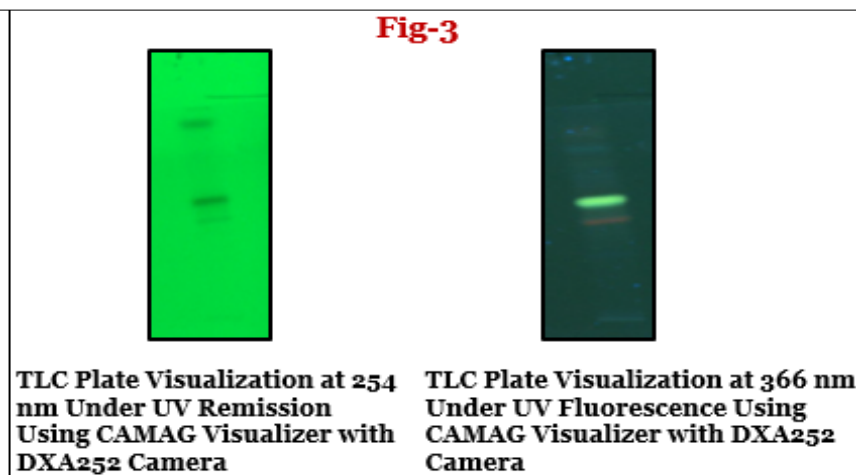 Fig-3
TLC Plate Visualization at 254
nm Under UV Remission
Using CAMAG Visualizer with
DXA252 Camera
TLC Plate Visualization at 366 nm
Under UV Fluorescence Using
CAMAG Visualizer with DXA252
Camera